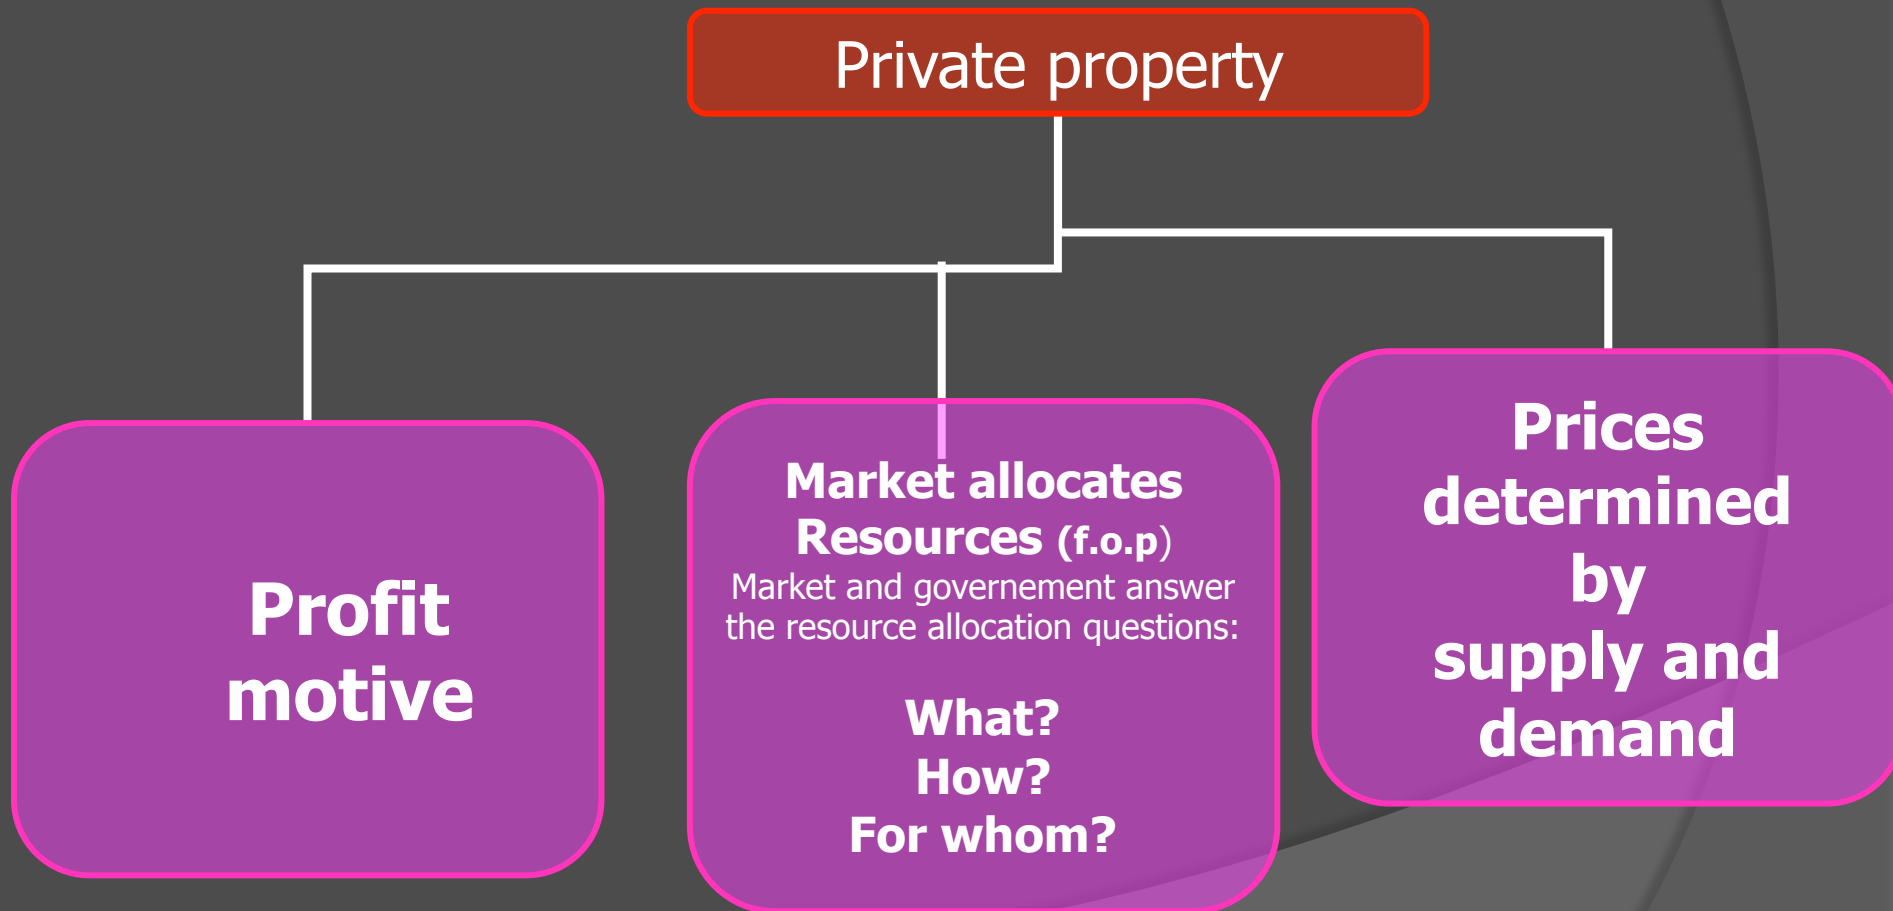 Private property
Profit
motive
Market allocates
Resources (f.o.p)
Market and governement answer
the resource allocation questions:
What?
How?
For whom?
Prices
determined
by
supply and
demand